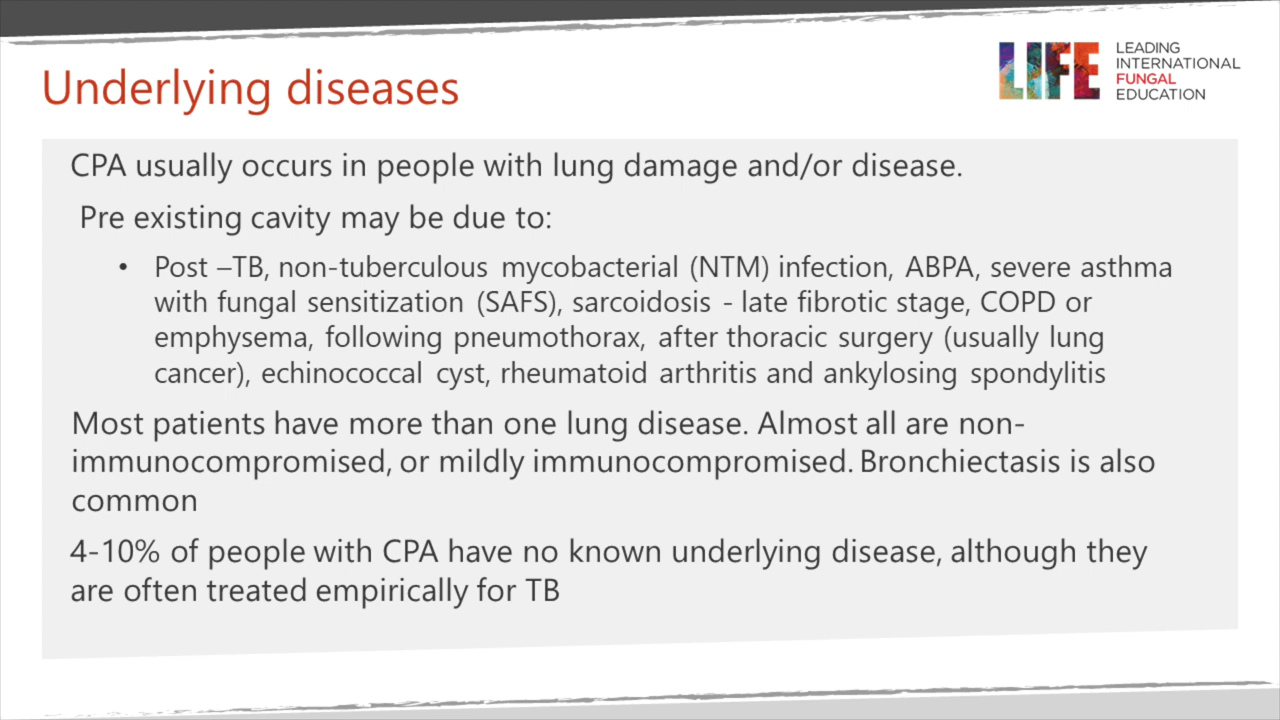 Underlying diseases
LIFE
LEADING
INTERNATIONAL
FUNGAL
EDUCATION
CPA usually occurs in people with lung damage and/or disease.
Pre existing cavity may be due to:
• Post –TB, non-tuberculous mycobacterial (NTM) infection, ABPA, severe asthma
with fungal sensitization (SAFS), sarcoidosis - late fibrotic stage, COPD or
emphysema, following pneumothorax, after thoracic surgery (usually lung
cancer), echinococcal cyst, rheumatoid arthritis and ankylosing spondylitis
Most patients have more than one lung disease. Almost all are non-
immunocompromised, or mildly immunocompromised. Bronchiectasis is also
common
4-10% of people with CPA have no known underlying disease, although they
are often treated empirically for TB